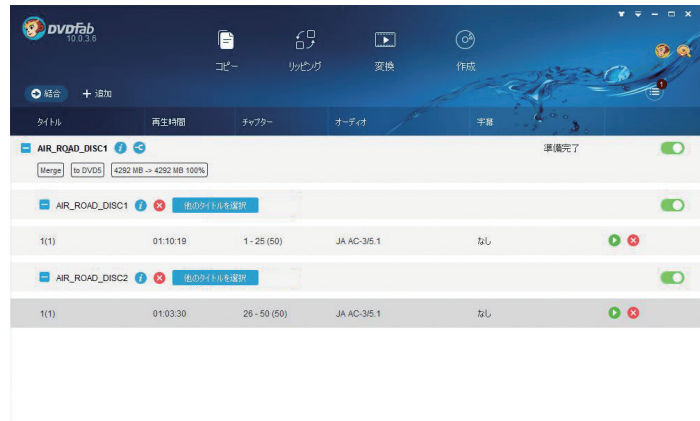 DVDFab
10.0.3.6
コピー リッピング 変換 作成
結合 追加
1
タイトル 再生時間 チャプター オーディオ 字幕
AIR_ROAD_DISC1 準備完了
Merge to DVD5 4292 MB -> 4292 MB 100%
AIR_ROAD_DISC1 他のタイトルを選択
1(1) 01:10:19 1 - 25 (50) JA AC-3/5.1 なし
AIR_ROAD_DISC2 他のタイトルを選択
1(1) 01:03:30 26 - 50 (50) JA AC-3/5.1 なし